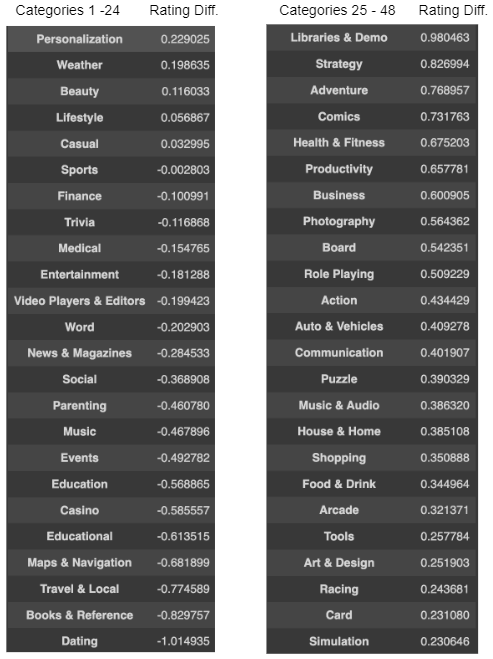 Categories 1 -24 Rating Diff.
Personalization 0.229025
Weather 0.198635
Beauty 0.116033
Lifestyle 0.056867
Casual 0.032995
Sports -0.002803
Finance -0.100991
Trivia -0.116868
Medical -0.154765
Entertainment -0.181288
Video Players & Editors -0.199423
Word -0.202903
News & Magazines -0.284533
Social -0.368908
Parenting -0.460780
Music -0.467896
Events -0.492782
Education -0.568865
Casino -0.585557
Educational -0.613515
Maps & Navigation -0.681899
Travel & Local -0.774589
Books & Reference -0.829757
Dating -1.014935
Categories 25 - 48 Rating Diff.
Libraries & Demo 0.980463
Strategy 0.826994
Adventure 0.768957
Comics 0.731763
Health & Fitness 0.675203
Productivity 0.657781
Business 0.600905
Photography 0.564362
Board 0.542351
Role Playing 0.509229
Action 0.434429
Auto & Vehicles 0.409278
Communication 0.401907
Puzzle 0.390329
Music & Audio 0.386320
House & Home 0.385108
Shopping 0.350888
Food & Drink 0.344964
Arcade 0.321371
Tools 0.257784
Art & Design 0.251903
Racing 0.243681
Card 0.231080
Simulation 0.230646